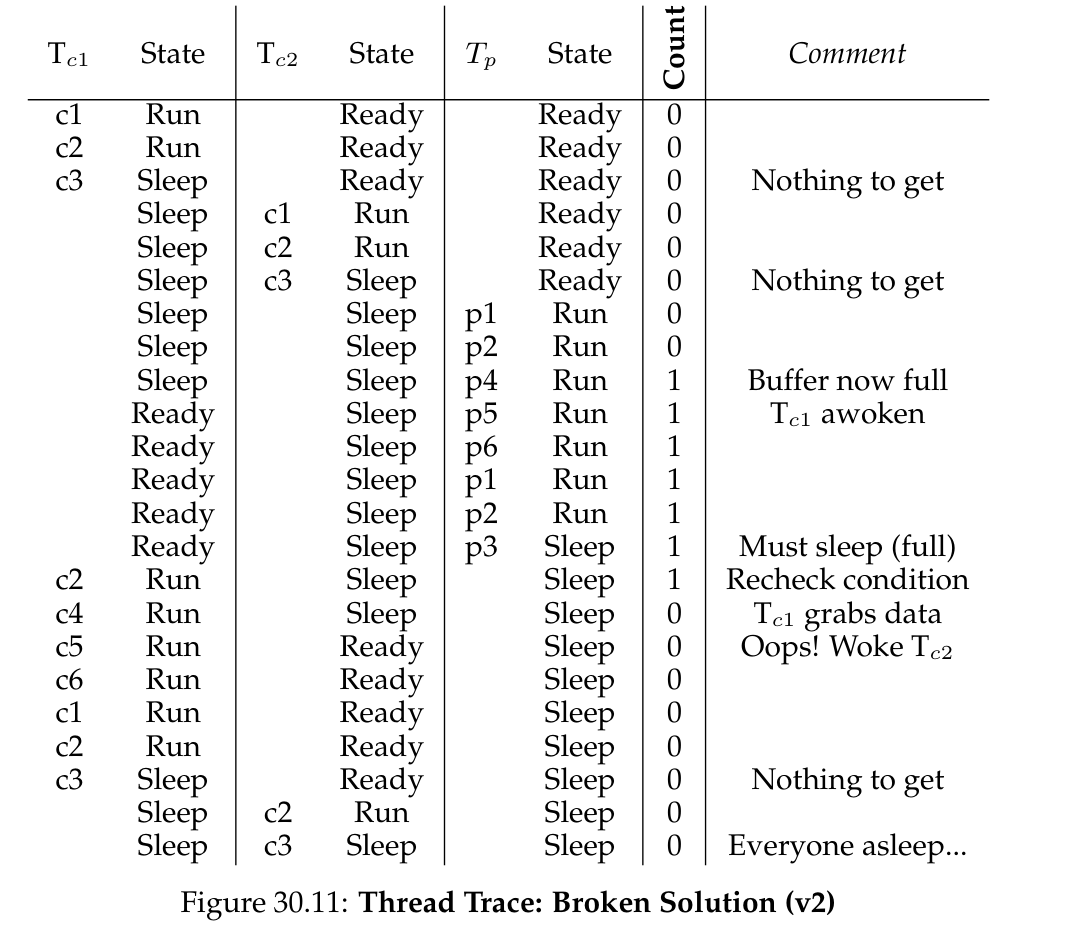 Tc1 State Tc2 State Tp State Count Comment
c1 Run Ready Ready 0
c2 Run Ready Ready 0
c3 Sleep Ready Ready 0 Nothing to get
Sleep c1 Run Ready 0
Sleep c2 Run Ready 0
Sleep c3 Sleep Ready 0 Nothing to get
Sleep Sleep p1 Run 0
Sleep Sleep p2 Run 0
Sleep Sleep p4 Run 1 Buffer now full
Ready Sleep p5 Run 1 Tc1 awoken
Ready Sleep p6 Run 1
Ready Sleep p1 Run 1
Ready Sleep p2 Run 1
Ready Sleep p3 Sleep 1 Must sleep (full)
c2 Run Sleep Sleep 1 Recheck condition
c4 Run Sleep Sleep 0 Tc1 grabs data
c5 Run Ready Sleep 0 Oops! Woke Tc2
c6 Run Ready Sleep 0
c1 Run Ready Sleep 0
c2 Run Ready Sleep 0
c3 Sleep Ready Sleep 0 Nothing to get
Sleep c2 Run Sleep 0
Sleep c3 Sleep Sleep 0 Everyone asleep...
Figure 30.11: Thread Trace: Broken Solution (v2)